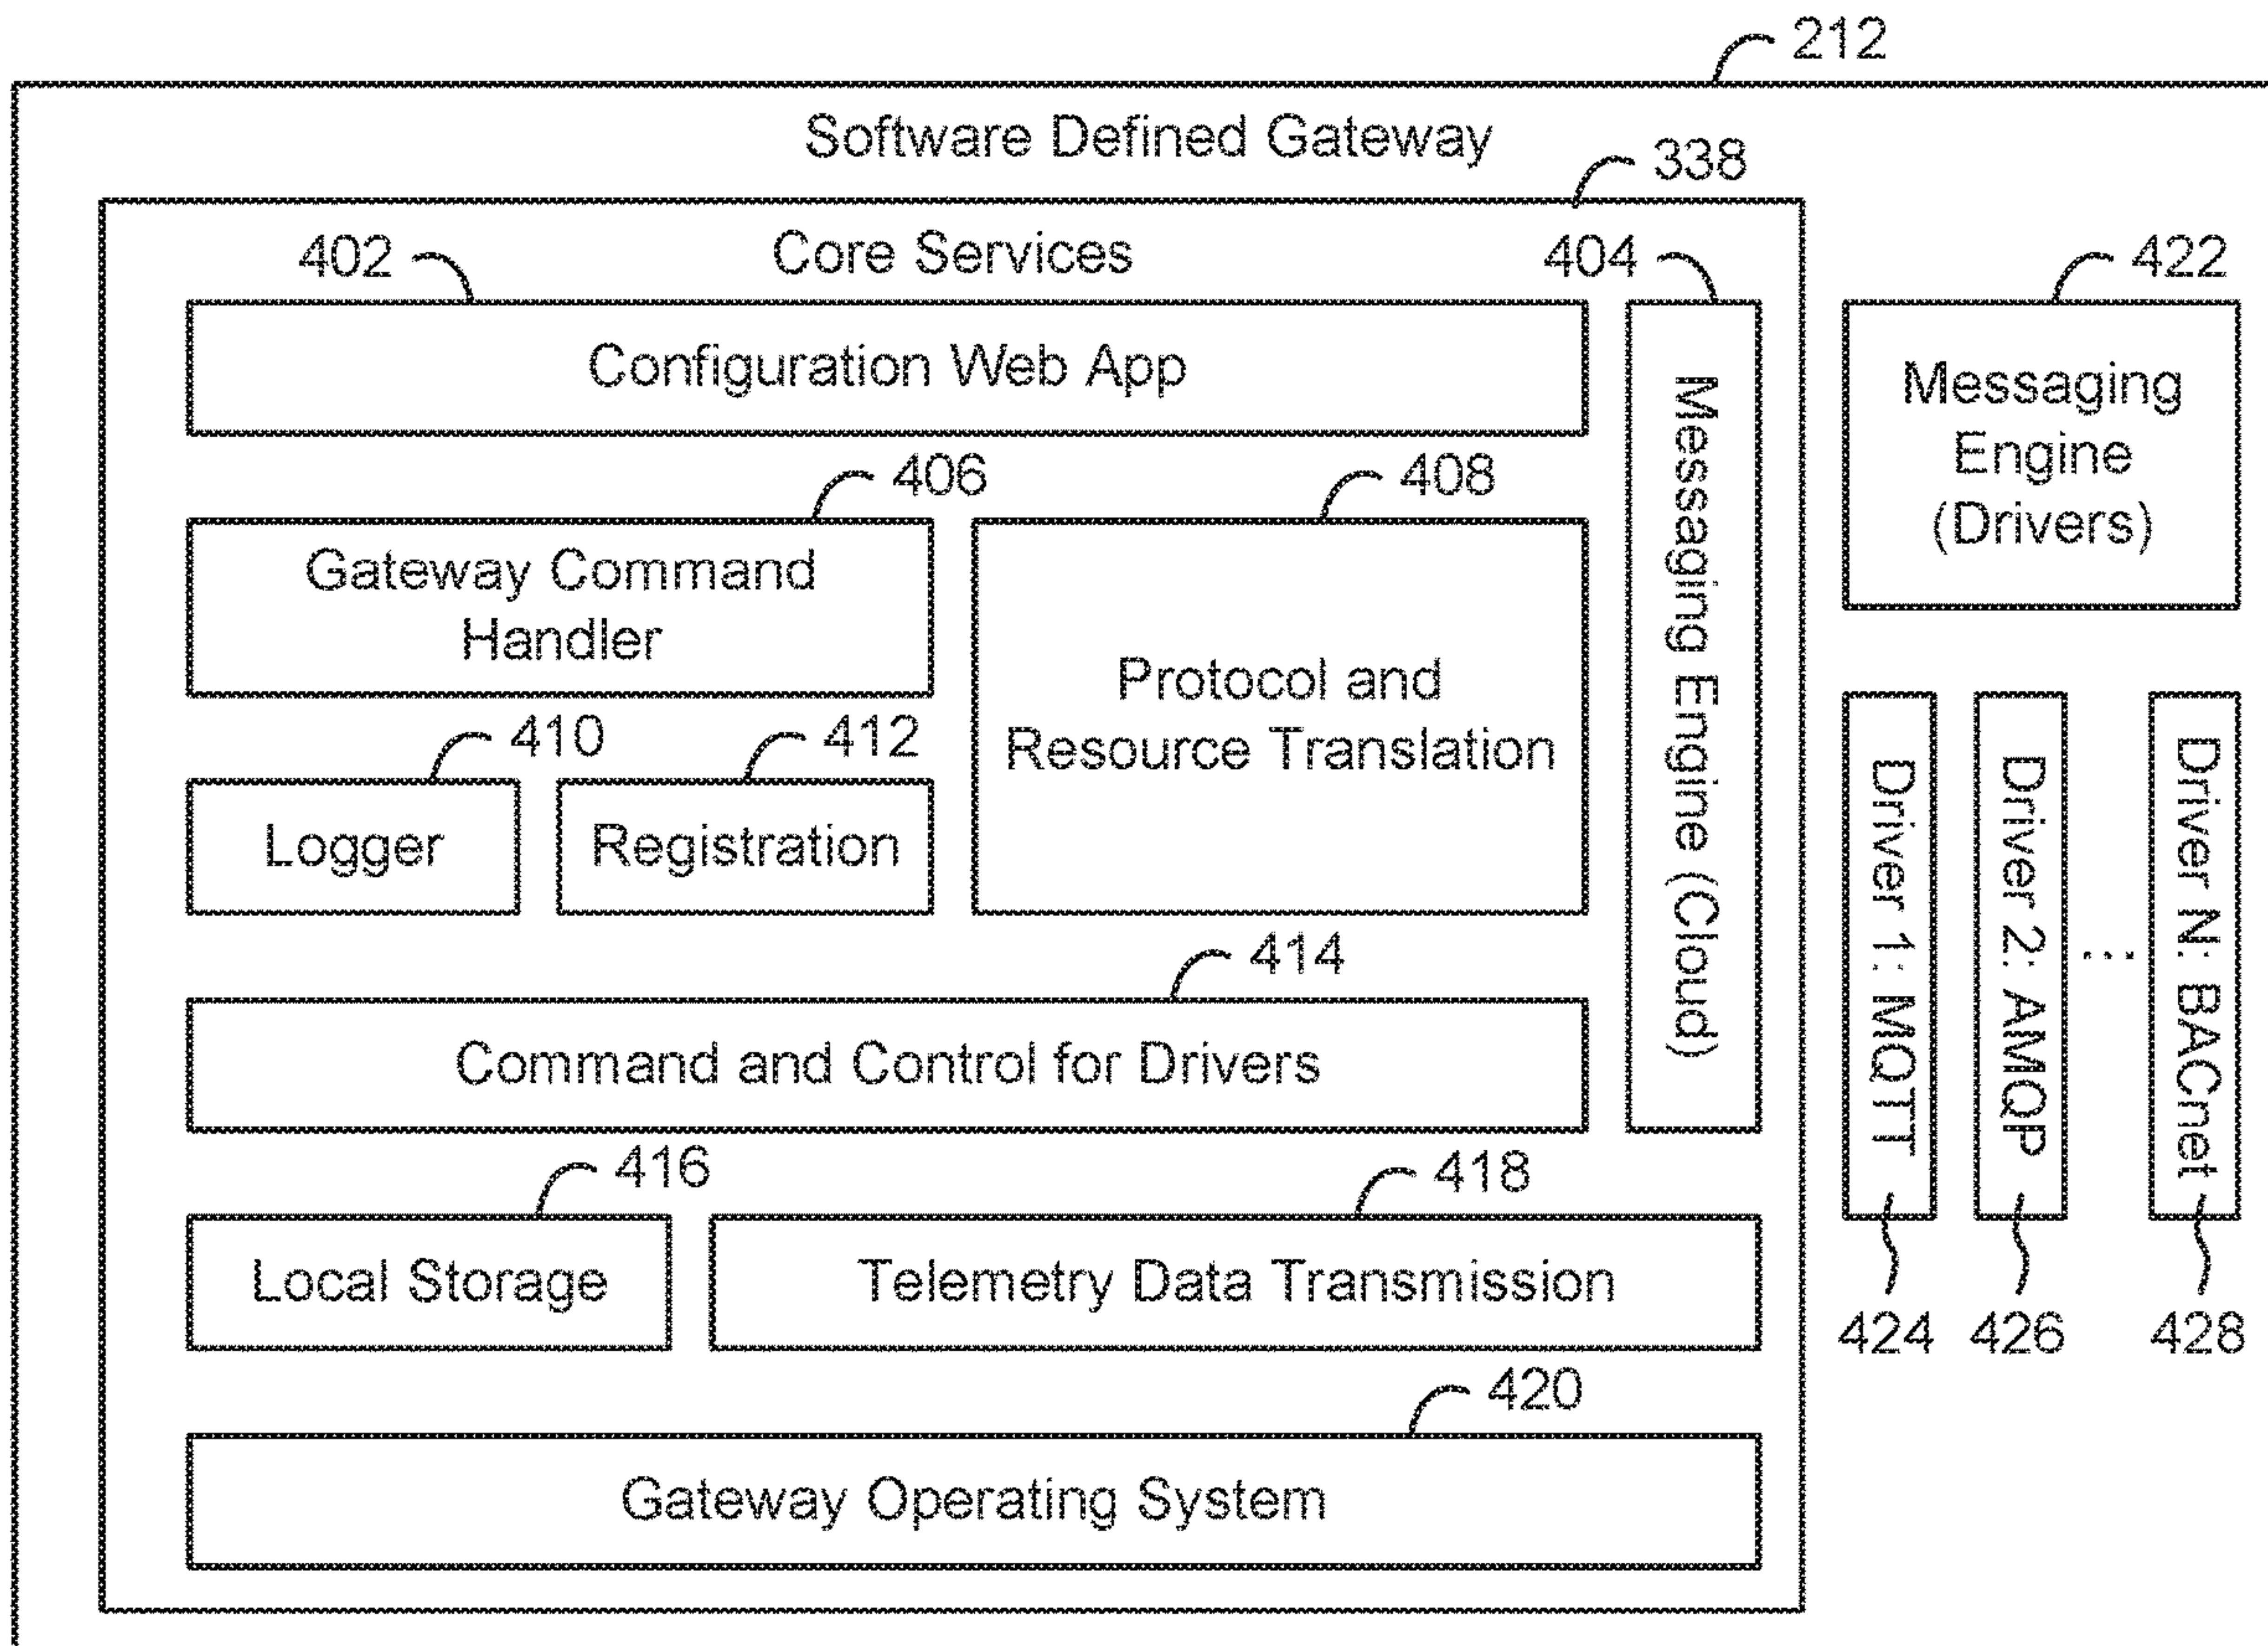 212
Software Defined Gateway
338
Core Services
402
404
422
Configuration Web App
Messaging Engine (Cloud)
Messaging
Engine
(Drivers)
406
408
Gateway Command
Handler
Protocol and
Resource Translation
410
412
Logger
Registration
Driver 1: MQTT
Driver 2: AMQP
...
Driver N: BACnet
414
Command and Control for Drivers
416
418
Local Storage
Telemetry Data Transmission
424
426
428
420
Gateway Operating System